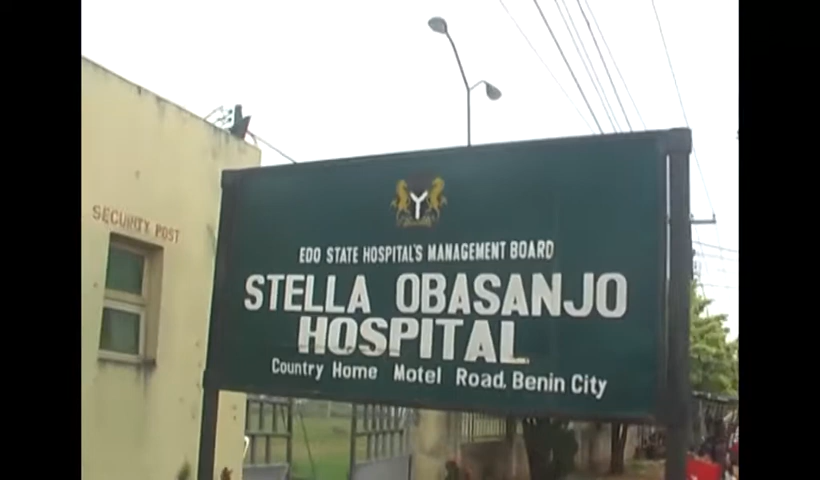 SECURITY POST
EDO STATE HOSPITAL'S MANAGEMENT BOARD
STELLA OBASANJO
HOSPITAL
Country Home Motel Road, Benin City